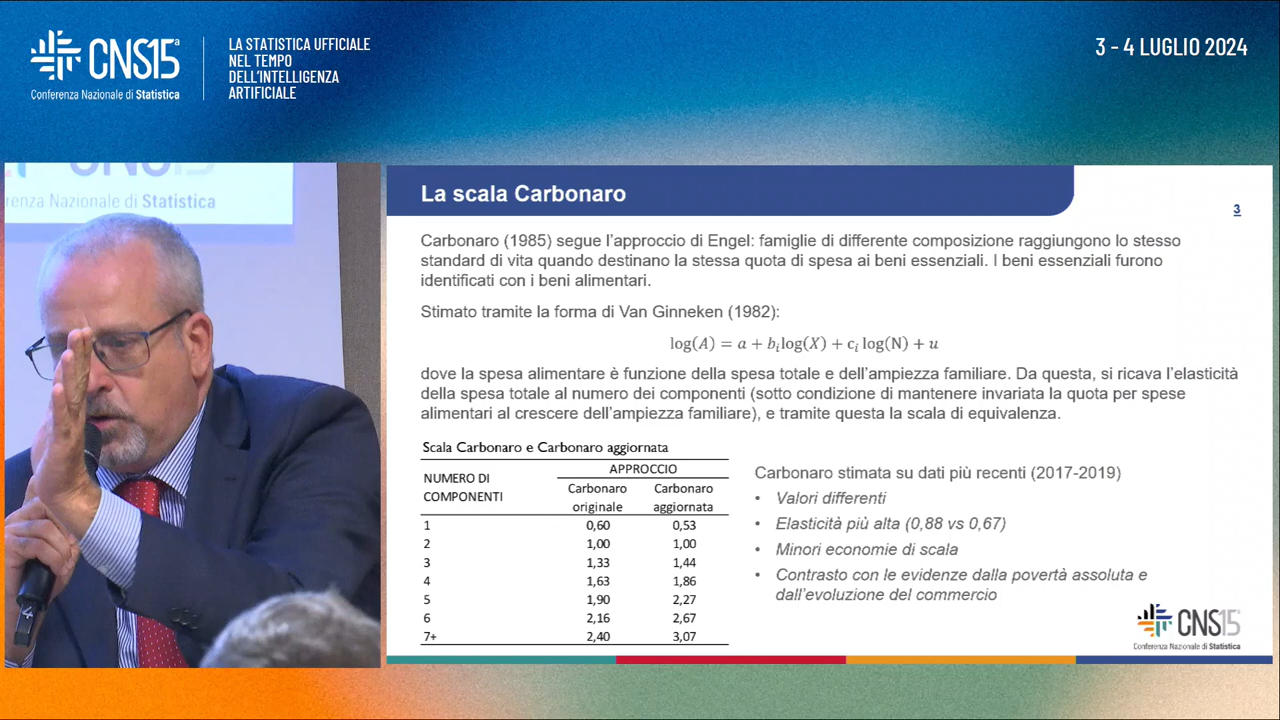 CNS15ª
Conferenza Nazionale di Statistica
LA STATISTICA UFFICIALE
NEL TEMPO
DELL'INTELLIGENZA
ARTIFICIALE
3 - 4 LUGLIO 2024
renza Nazionale di Statistica
La scala Carbonaro
3
Carbonaro (1985) segue l'approccio di Engel: famiglie di differente composizione raggiungono lo stesso
standard di vita quando destinano la stessa quota di spesa ai beni essenziali. I beni essenziali furono
identificati con i beni alimentari.
Stimato tramite la forma di Van Ginneken (1982):
log(A) = a + bᵢlog(X) + cᵢ log(N) + u
dove la spesa alimentare è funzione della spesa totale e dell'ampiezza familiare. Da questa, si ricava l'elasticità
della spesa totale al numero dei componenti (sotto condizione di mantenere invariata la quota per spese
alimentari al crescere dell'ampiezza familiare), e tramite questa la scala di equivalenza.
Scala Carbonaro e Carbonaro aggiornata
NUMERO DI
COMPONENTI
APPROCCIO
Carbonaro
originale
Carbonaro
aggiornata
1 0,60 0,53
2 1,00 1,00
3 1,33 1,44
4 1,63 1,86
5 1,90 2,27
6 2,16 2,67
7+ 2,40 3,07
Carbonaro stimata su dati più recenti (2017-2019)
• Valori differenti
• Elasticità più alta (0,88 vs 0,67)
• Minori economie di scala
• Contrasto con le evidenze dalla povertà assoluta e
dall'evoluzione del commercio
CNS15
Conferenza Nazionale di Statistica